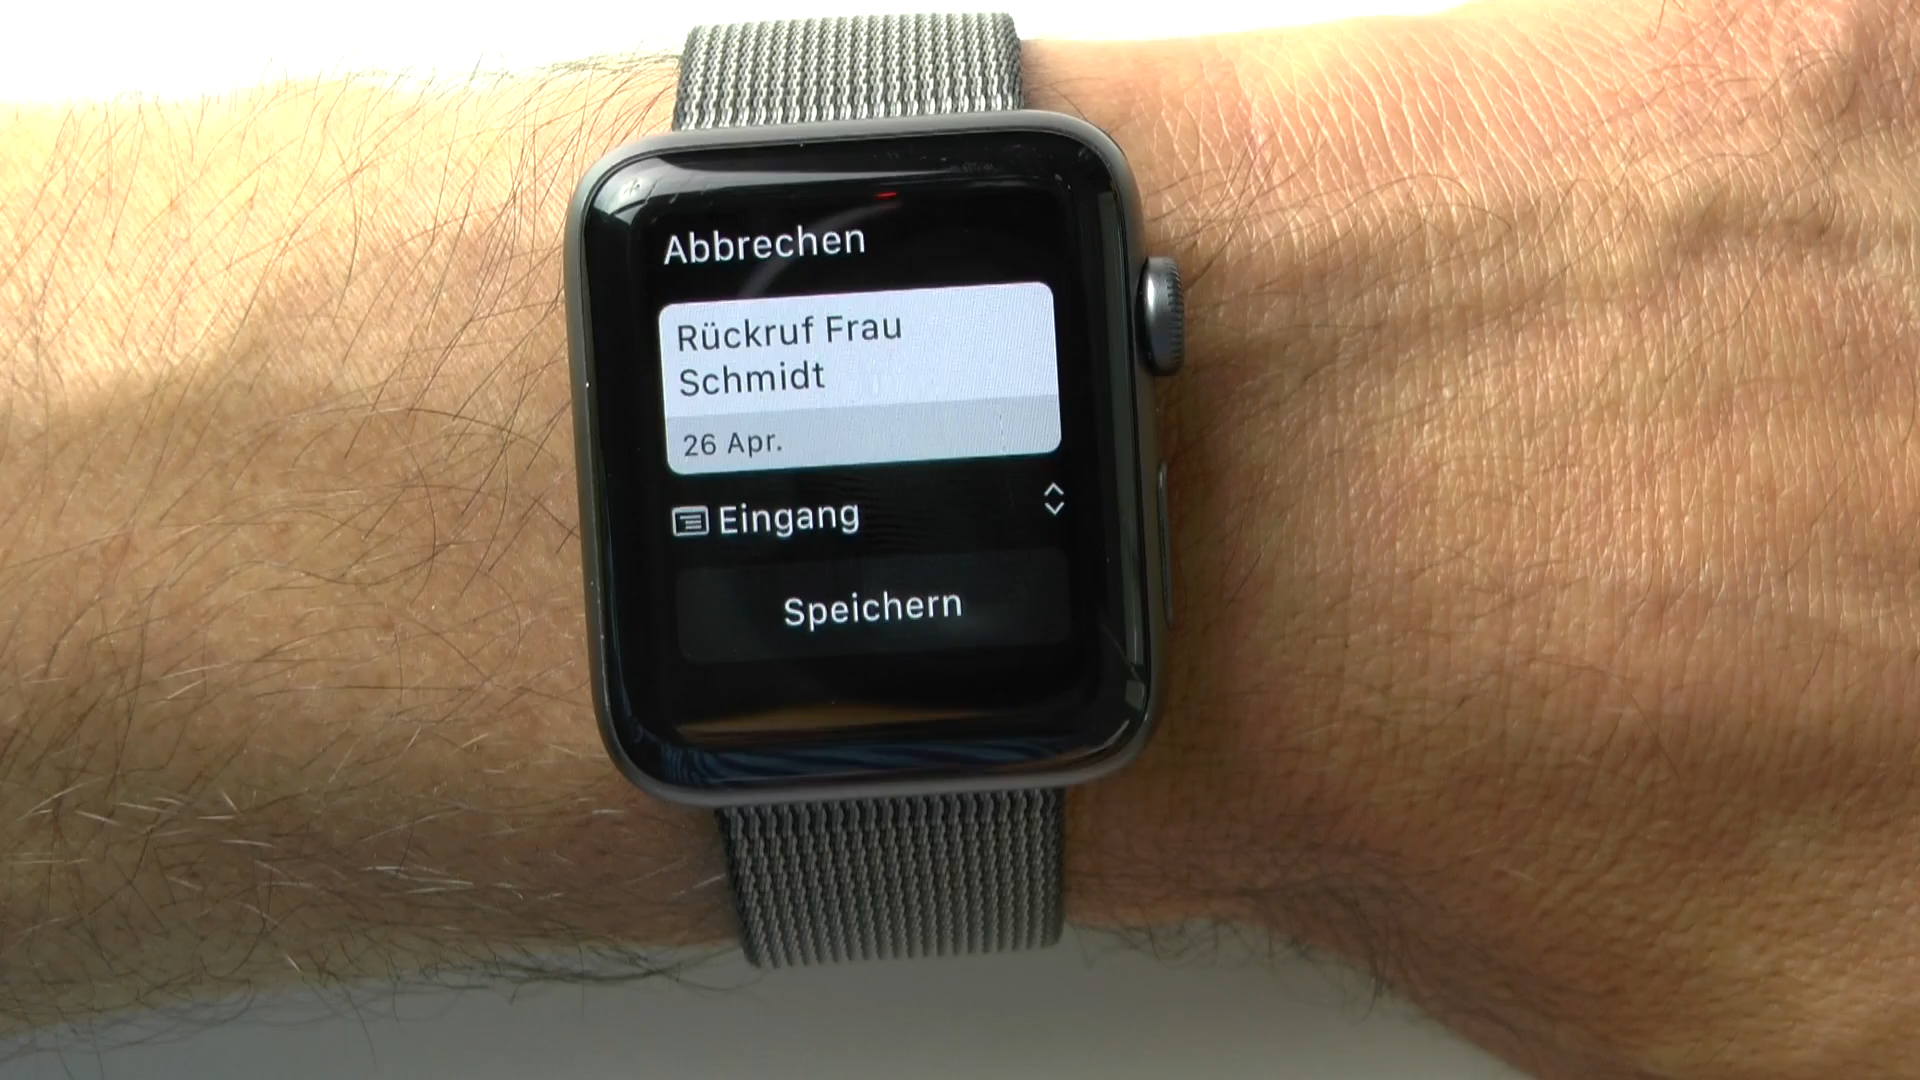 Abbrechen
Rückruf Frau
Schmidt
26 Apr.
Eingang
Speichern